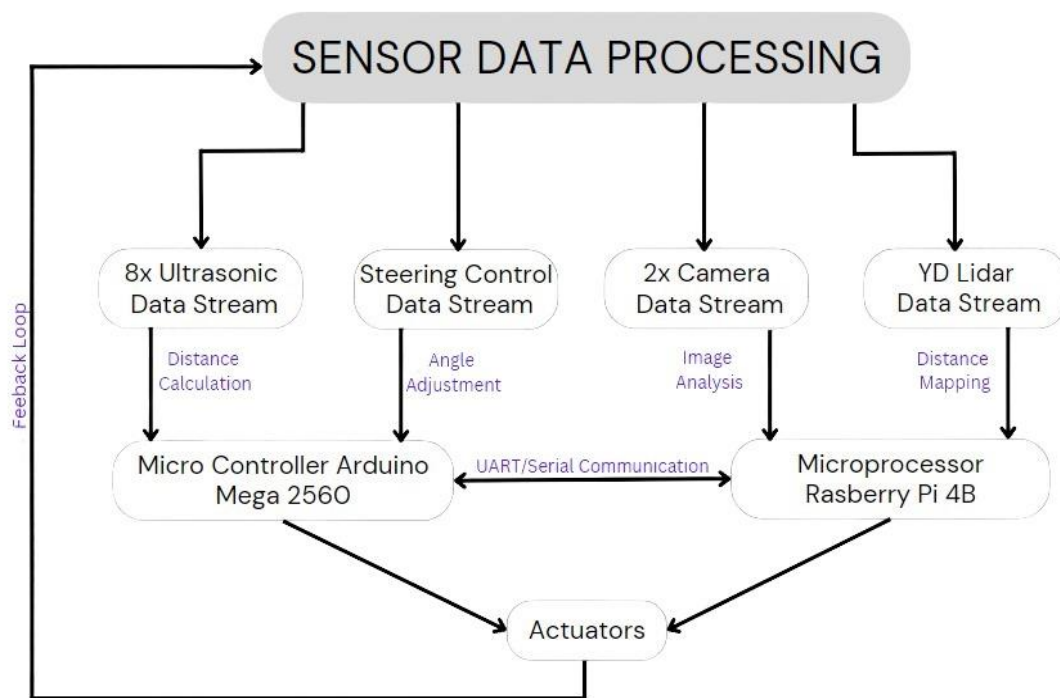 SENSOR DATA PROCESSING
8x Ultrasonic
Data Stream
Steering Control
Data Stream
2x Camera
Data Stream
YD Lidar
Data Stream
Distance
Calculation
Angle
Adjustment
Image
Analysis
Distance
Mapping
Feeback Loop
Micro Controller Arduino
Mega 2560
UART/Serial Communication
Microprocessor
Rasberry Pi 4B
Actuators